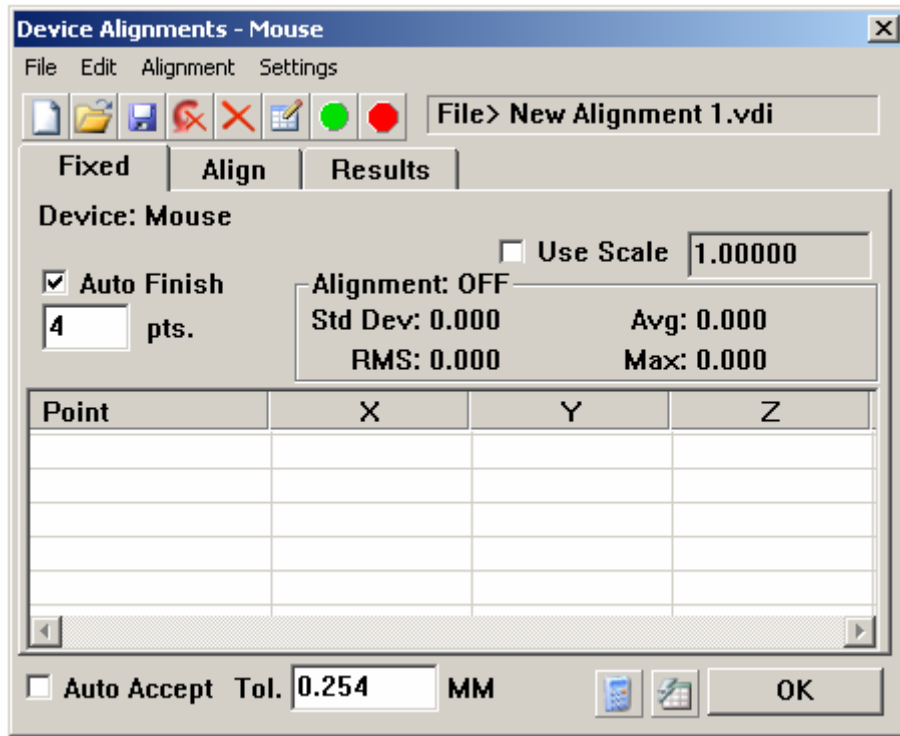 Device Alignments - Mouse
File Edit Alignment Settings
File> New Alignment 1.vdi
Fixed Align Results
Device: Mouse
Use Scale 1.00000
Auto Finish
4 pts.
Alignment: OFF
Std Dev: 0.000 Avg: 0.000
RMS: 0.000 Max: 0.000
Point X Y Z
Auto Accept Tol. 0.254 MM OK